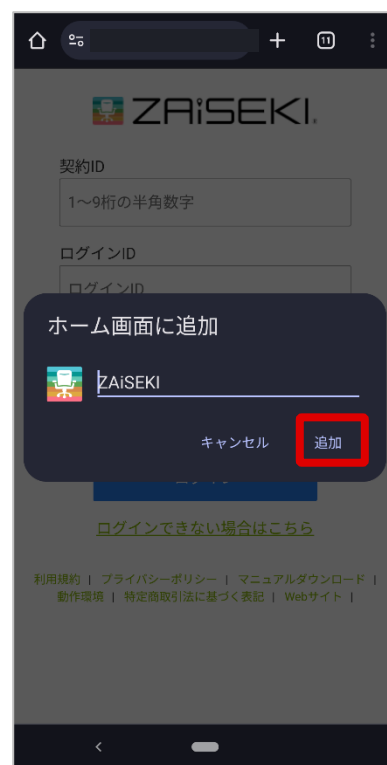 11
ZAiSEKI.
契約ID
1〜9桁の半角数字
ログインID
ログインID
ホーム画面に追加
ZAiSEKI
キャンセル 追加
ログインできない場合はこちら
利用規約 | プライバシーポリシー | マニュアルダウンロード |
動作環境 | 特定商取引法に基づく表記 | Webサイト |